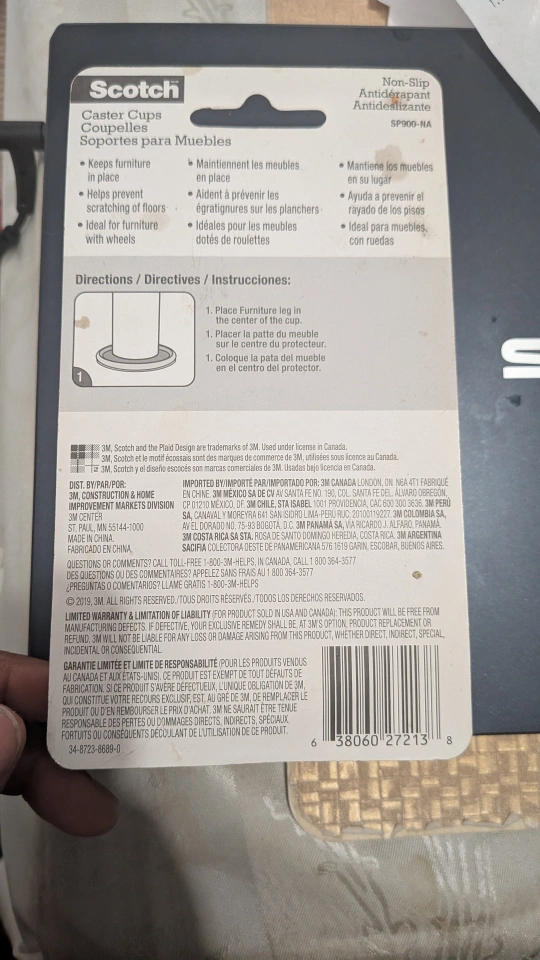 Scotch
Caster Cups
Coupelles
Soportes para Muebles
Non-Slip
Antidérapant
Antideslizante
SP900-NA
• Keeps furniture
in place
• Helps prevent
scratching of floors
• Ideal for furniture
with wheels
• Maintiennent les meubles
en place
• Aident à prévenir les
égratignures sur les planchers
• Idéales pour les meubles
dotés de roulettes
• Mantiene los muebles
en su lugar
• Ayuda a prevenir el
rayado de los pisos
• Ideal para muebles
con ruedas
Directions / Directives / Instrucciones:
1
1. Place Furniture leg in
the center of the cup.
1. Placer la patte du meuble
sur le centre du protecteur.
1. Coloque la pata del mueble
en el centro del protector.
3M, Scotch and the Plaid Design are trademarks of 3M. Used under license in Canada.
3M, Scotch et le motif écossais sont des marques de commerce de 3M, utilisées sous licence au Canada.
3M, Scotch y el diseño escocés son marcas comerciales de 3M. Usadas bajo licencia en Canada.
DIST. BY/PAR/POR:
3M, CONSTRUCTION & HOME
IMPROVEMENT MARKETS DIVISION
3M CENTER
ST. PAUL, MN 55144-1000
MADE IN CHINA.
FABRICADO EN CHINA.
IMPORTED BY/IMPORTÉ PAR/IMPORTADO POR: 3M CANADA LONDON, ON. N6A 4T1 FABRIQUÉ
EN CHINE. 3M MÉXICO SA DE CV AV SANTA FE NO. 190, COL. SANTA FE DEL. ÁLVARO OBREGÓN,
CP 01210 MÉXICO, DF. 3M CHILE, STA ISABEL 1001 PROVIDENCIA, CAC 600 300 3636. 3M PERÚ
SA, CANAVAL Y MOREYRA 641 SAN ISIDRO LIMA-PERÚ RUC. 20100119227. 3M COLOMBIA SA,
AV EL DORADO NO. 75-93 BOGOTÁ, D.C. 3M PANAMÁ SA, VÍA RICARDO J. ALFARO, PANAMÁ.
3M COSTA RICA SA STA. ROSA DE SANTO DOMINGO HEREDIA, COSTA RICA. 3M ARGENTINA
SACIFIA COLECTORA OESTE DE PANAMERICANA 576 1619 GARIN, ESCOBAR, BUENOS AIRES.
QUESTIONS OR COMMENTS? CALL TOLL-FREE 1-800-3M-HELPS, IN CANADA, CALL 1 800 364-3577
DES QUESTIONS OU DES COMMENTAIRES? APPELEZ SANS FRAIS AU 1 800 364-3577
¿PREGUNTAS O COMENTARIOS? LLAME GRATIS 1-800-3M-HELPS
© 2019, 3M. ALL RIGHTS RESERVED./TOUS DROITS RÉSERVÉS./TODOS LOS DERECHOS RESERVADOS.
LIMITED WARRANTY & LIMITATION OF LIABILITY (FOR PRODUCT SOLD IN USA AND CANADA): THIS PRODUCT WILL BE FREE FROM
MANUFACTURING DEFECTS. IF DEFECTIVE, YOUR EXCLUSIVE REMEDY SHALL BE, AT 3M'S OPTION, PRODUCT REPLACEMENT OR
REFUND. 3M WILL NOT BE LIABLE FOR ANY LOSS OR DAMAGE ARISING FROM THIS PRODUCT, WHETHER DIRECT, INDIRECT, SPECIAL,
INCIDENTAL OR CONSEQUENTIAL.
GARANTIE LIMITÉE ET LIMITE DE RESPONSABILITÉ (POUR LES PRODUITS VENDUS
AU CANADA ET AUX ÉTATS-UNIS). CE PRODUIT EST EXEMPT DE TOUT DÉFAUTS DE
FABRICATION. SI CE PRODUIT S'AVÈRE DÉFECTUEUX, L'UNIQUE OBLIGATION DE 3M,
QUI CONSTITUE VOTRE RECOURS EXCLUSIF, EST, AU GRÉ DE 3M, DE REMPLACER LE
PRODUIT OU D'EN REMBOURSER LE PRIX D'ACHAT. 3M NE SAURAIT ÊTRE TENUE
RESPONSABLE DES PERTES OU DOMMAGES DIRECTS, INDIRECTS, SPÉCIAUX,
FORTUITS OU CONSÉQUENTS DÉCOULANT DE L'UTILISATION DE CE PRODUIT.
34-8723-8689-0
6 38060 27213 8
S